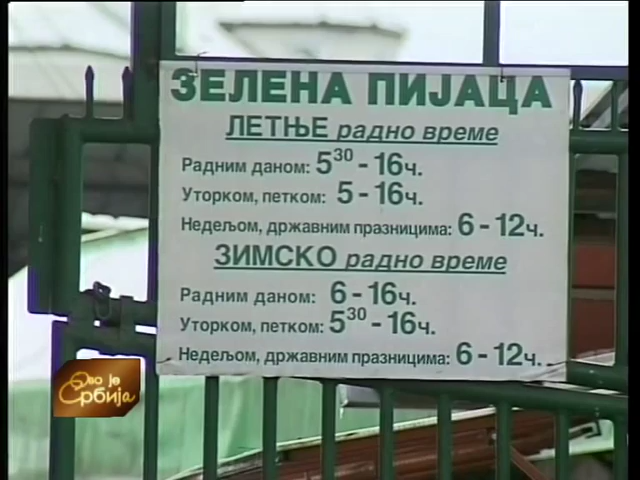 ЗЕЛЕНА ПИЈАЦА
ЛЕТЊЕ радно време
Радним даном: 5³⁰ - 16ч.
Уторком, петком: 5 - 16ч.
Недељом, државним празницима: 6 - 12ч.
ЗИМСКО радно време
Радним даном: 6 - 16ч.
Уторком, петком: 5³⁰ - 16ч.
Недељом, државним празницима: 6 - 12ч.
Ово је
Србија